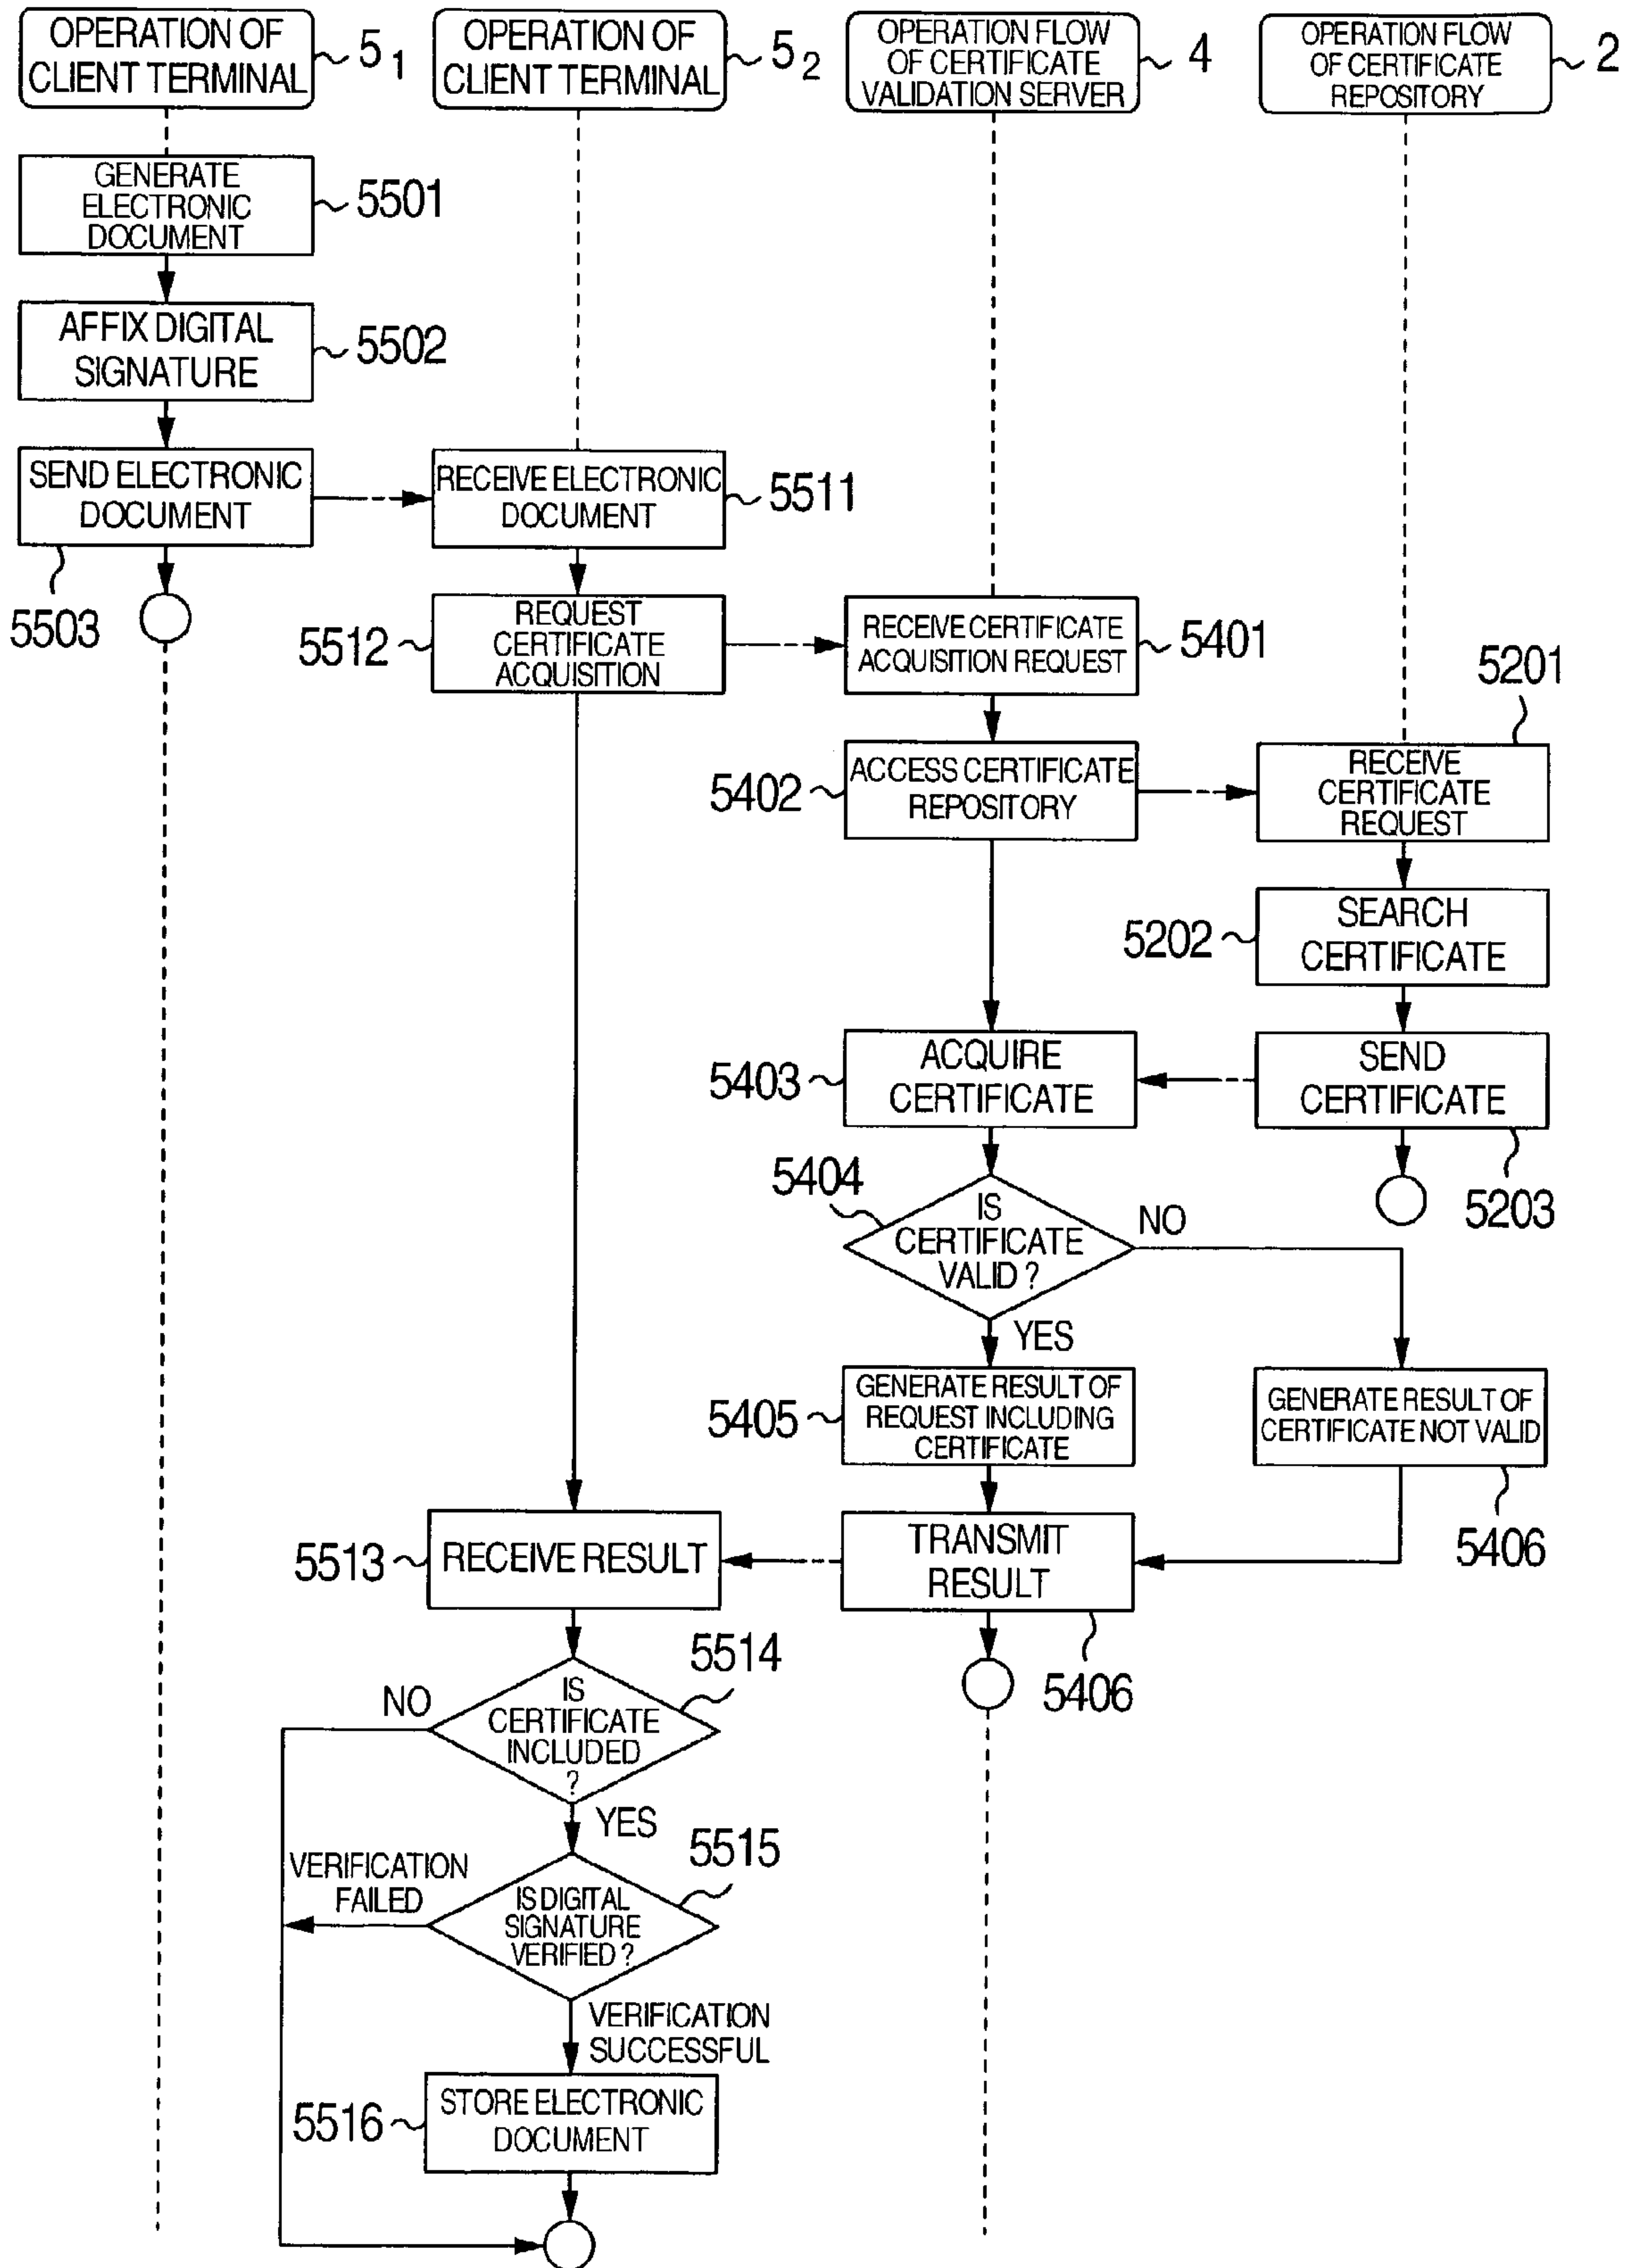 OPERATION OF
CLIENT TERMINAL
5 1
OPERATION OF
CLIENT TERMINAL
5 2
OPERATION FLOW
OF CERTIFICATE
VALIDATION SERVER
4
OPERATION FLOW
OF CERTIFICATE
REPOSITORY
2
GENERATE
ELECTRONIC
DOCUMENT
5501
AFFIX DIGITAL
SIGNATURE
5502
SEND ELECTRONIC
DOCUMENT
5503
RECEIVE ELECTRONIC
DOCUMENT
5511
REQUEST
CERTIFICATE
ACQUISITION
5512
RECEIVE CERTIFICATE
ACQUISITION REQUEST
5401
ACCESS CERTIFICATE
REPOSITORY
5402
5201
RECEIVE
CERTIFICATE
REQUEST
SEARCH
CERTIFICATE
5202
ACQUIRE
CERTIFICATE
5403
SEND
CERTIFICATE
5203
5404
IS
CERTIFICATE
VALID ?
NO
YES
GENERATE RESULT OF
REQUEST INCLUDING
CERTIFICATE
5405
GENERATE RESULT OF
CERTIFICATE NOT VALID
5406
RECEIVE RESULT
5513
TRANSMIT
RESULT
5406
5514
IS
CERTIFICATE
INCLUDED
?
NO
YES
5515
VERIFICATION
FAILED
IS DIGITAL
SIGNATURE
VERIFIED ?
VERIFICATION
SUCCESSFUL
STORE ELECTRONIC
DOCUMENT
5516